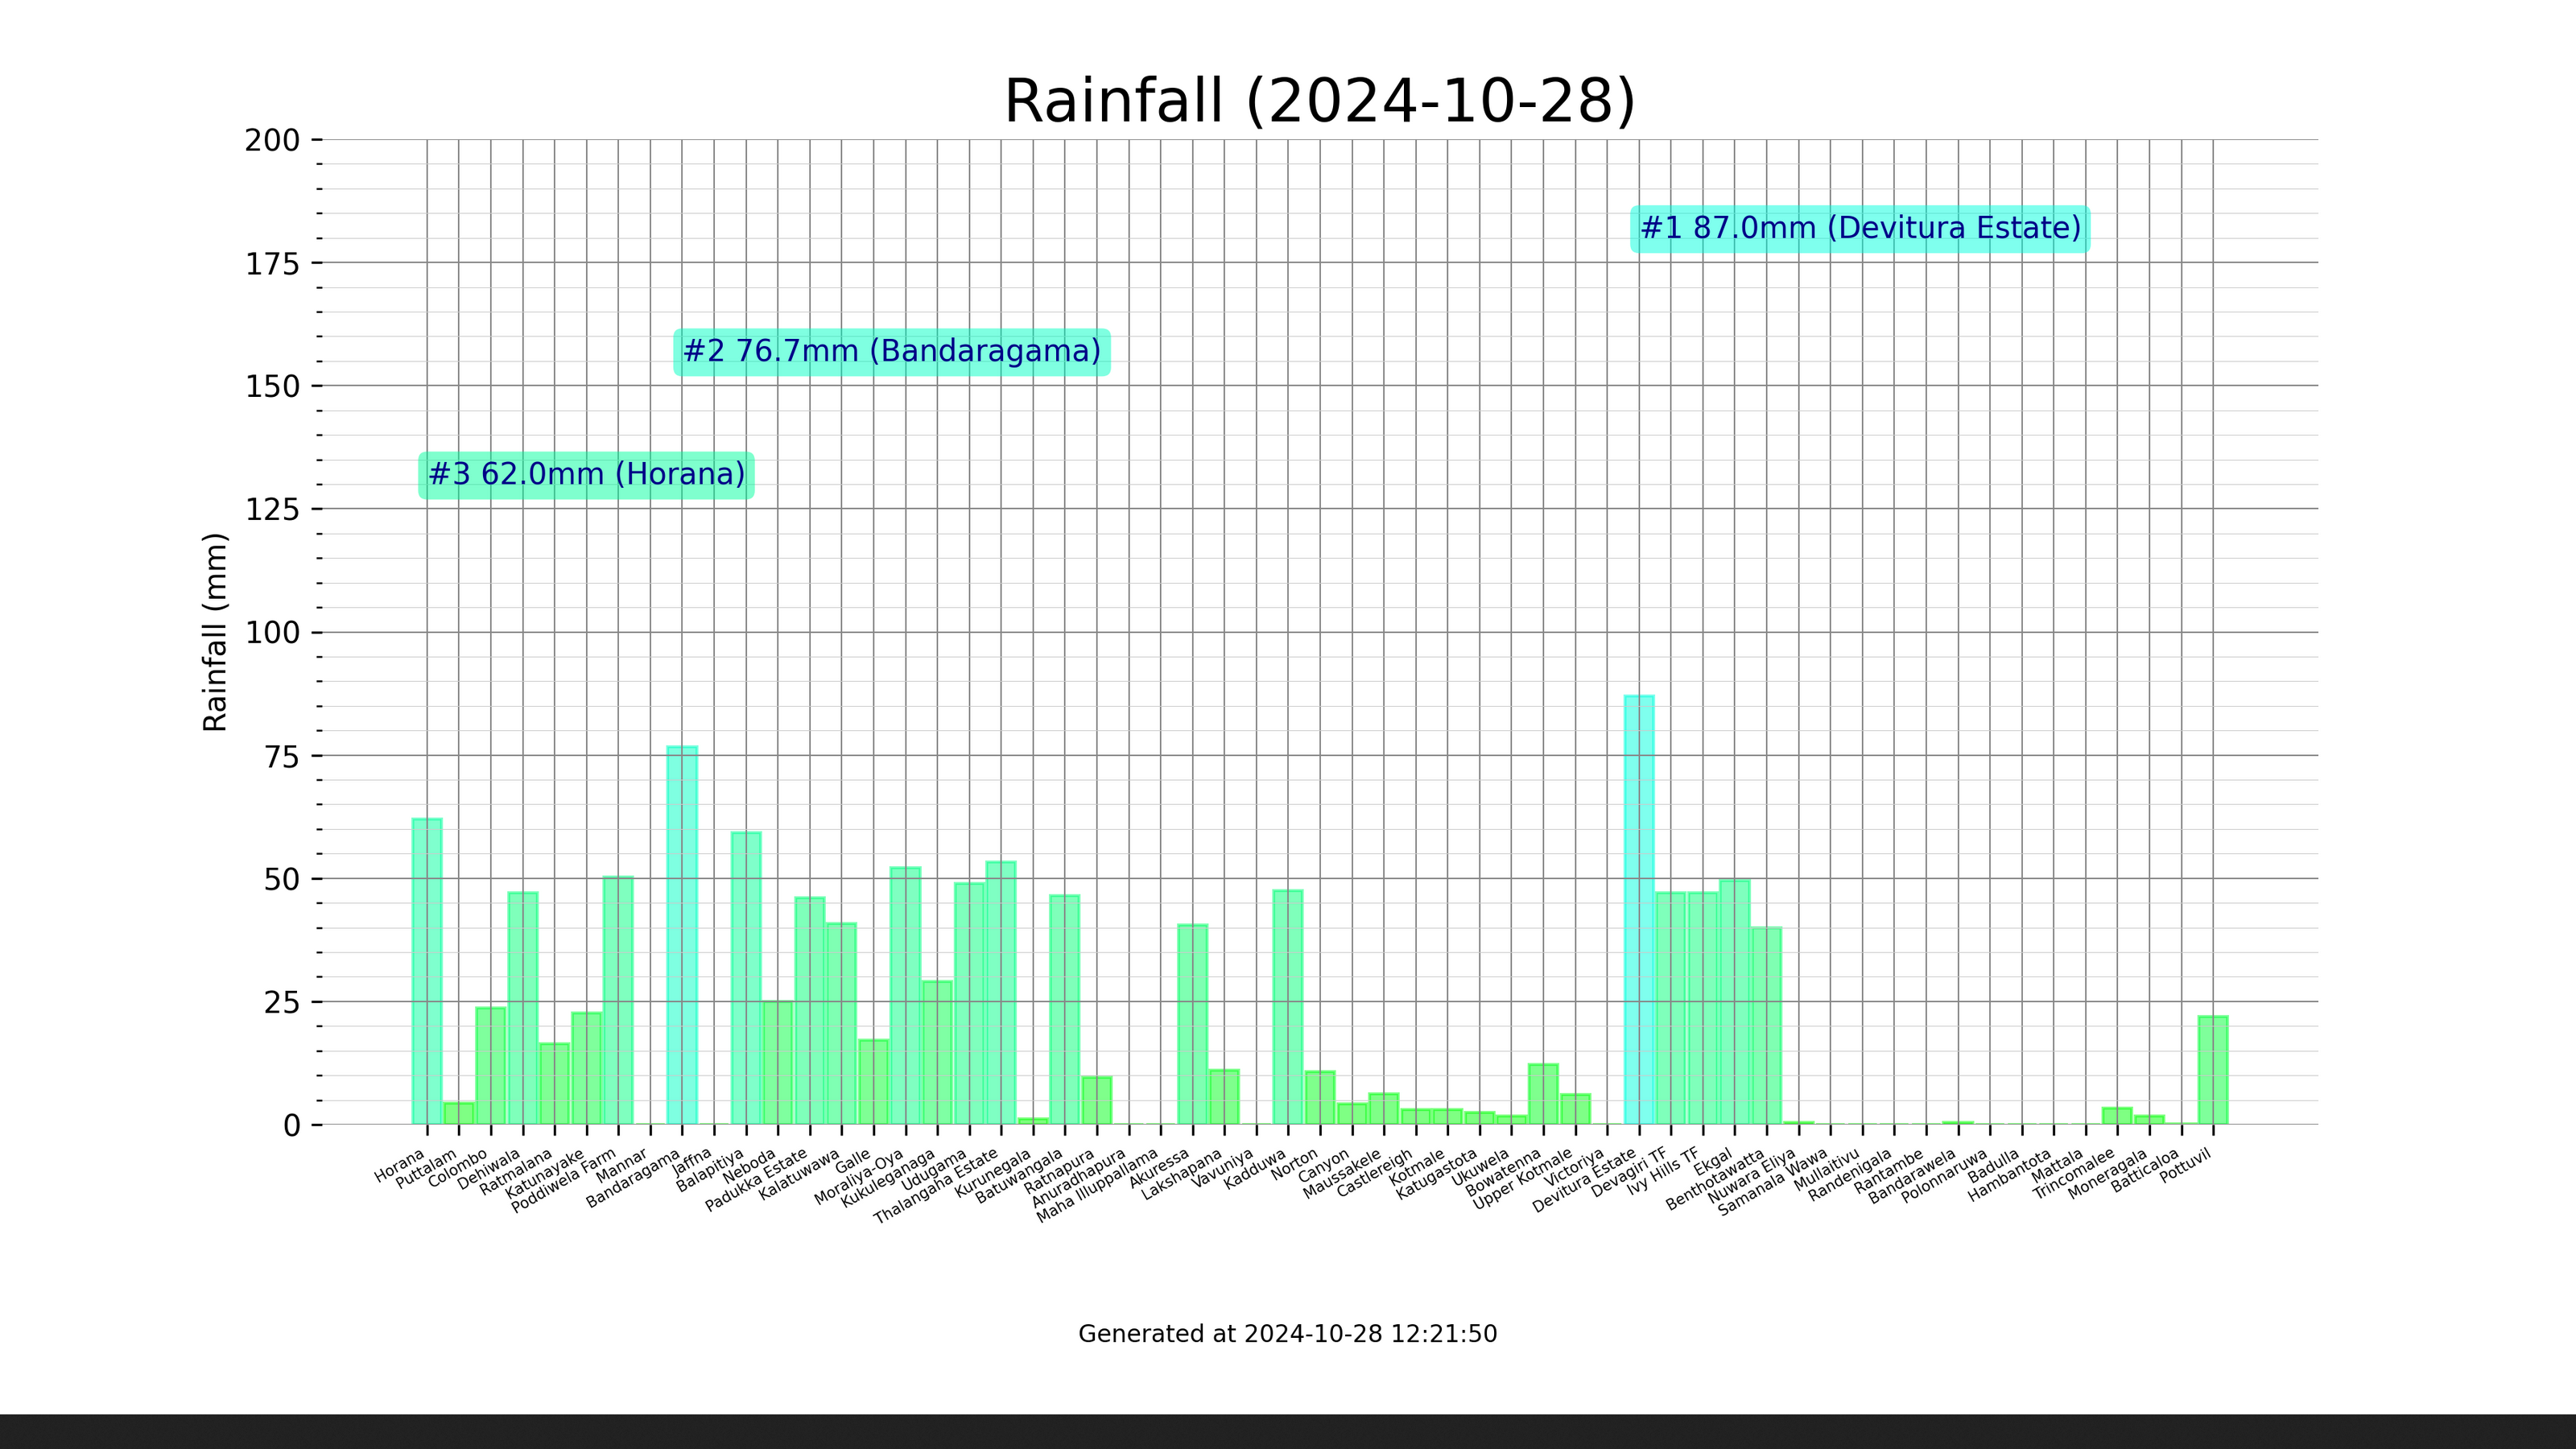 Rainfall (2024-10-28)
200
175
150
125
100
75
50
25
0
Rainfall (mm)
#1 87.0mm (Devitura Estate)
#2 76.7mm (Bandaragama)
#3 62.0mm (Horana)
Horana
Puttalam
Colombo
Dehiwala
Ratmalana
Katunayake
Poddiwela Farm
Mannar
Bandaragama
Jaffna
Balapitiya
Neboda
Padukka Estate
Kalatuwawa
Galle
Moraliya-Oya
Kukuleganaga
Udugama
Thalangaha Estate
Kurunegala
Batuwangala
Ratnapura
Anuradhapura
Maha Illuppallama
Akuressa
Lakshapana
Vavuniya
Kadduwa
Norton
Canyon
Maussakele
Castlereigh
Kotmale
Katugastota
Ukuwela
Bowatenna
Upper Kotmale
Victoriya
Devitura Estate
Devagiri TF
Ivy Hills TF
Ekgal
Benthotawatta
Nuwara Eliya
Samanala Wawa
Mullaitivu
Randenigala
Rantambe
Bandarawela
Polonnaruwa
Badulla
Hambantota
Mattala
Trincomalee
Moneragala
Batticaloa
Pottuvil
Generated at 2024-10-28 12:21:50